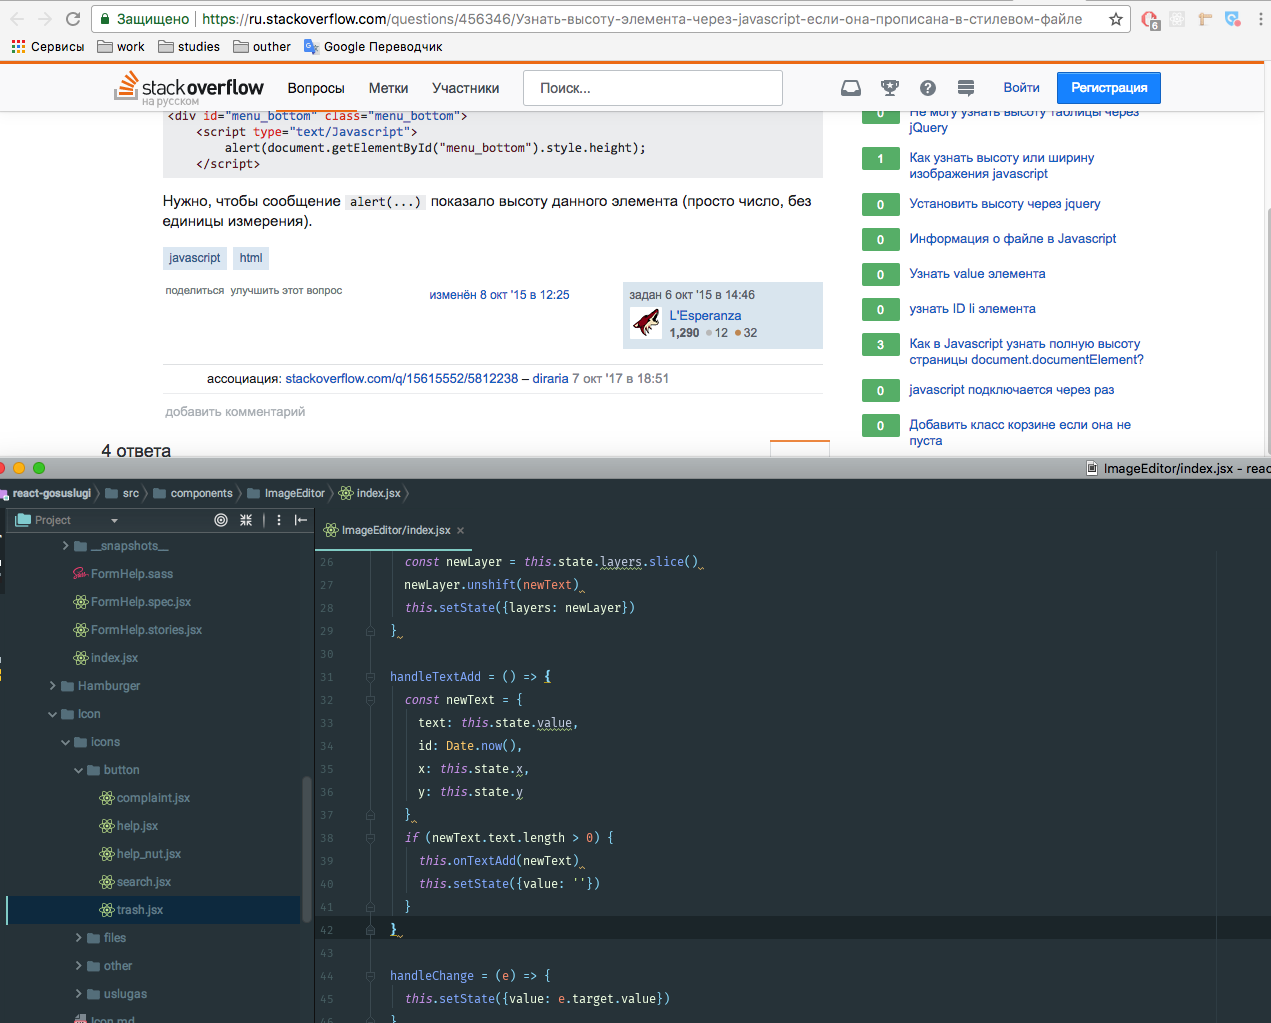 Защищено https://ru.stackoverflow.com/questions/456346/Узнать-высоту-элемента-через-javascript-если-она-прописана-в-стилевом-файле
6
Сервисы work studies outher Google Переводчик
stackoverflow
на русском
Вопросы Метки Участники Поиск... Войти Регистрация
<div id="menu_bottom" class="menu_bottom">
<script type="text/Javascript">
alert(document.getElementById("menu_bottom").style.height);
</script>
Нужно, чтобы сообщение alert(...) показало высоту данного элемента (просто число, без
единицы измерения).
javascript html
поделиться улучшить этот вопрос
изменён 8 окт '15 в 12:25
задан 6 окт '15 в 14:46
L'Esperanza
1,290 12 32
ассоциация: stackoverflow.com/q/15615552/5812238 – diraria 7 окт '17 в 18:51
добавить комментарий
4 ответа
0 Не могу узнать высоту таблицы через
jQuery
1 Как узнать высоту или ширину
изображения javascript
0 Установить высоту через jquery
0 Информация о файле в Javascript
0 Узнать value элемента
0 узнать ID li элемента
3 Как в Javascript узнать полную высоту
страницы document.documentElement?
0 javascript подключается через раз
0 Добавить класс корзине если она не
пуста
ImageEditor/index.jsx - reac
react-gosuslugi src components ImageEditor index.jsx
Project
__snapshots__
FormHelp.sass
FormHelp.spec.jsx
FormHelp.stories.jsx
index.jsx
Hamburger
Icon
icons
button
complaint.jsx
help.jsx
help_nut.jsx
search.jsx
trash.jsx
files
other
uslugas
Icon.md
ImageEditor/index.jsx
26 const newLayer = this.state.layers.slice()
27 newLayer.unshift(newText)
28 this.setState({layers: newLayer})
29 }
30
31 handleTextAdd = () => {
32 const newText = {
33 text: this.state.value,
34 id: Date.now(),
35 x: this.state.x,
36 y: this.state.y
37 }
38 if (newText.text.length > 0) {
39 this.onTextAdd(newText)
40 this.setState({value: ''})
41 }
42 }
43
44 handleChange = (e) => {
45 this.setState({value: e.target.value})
46 }